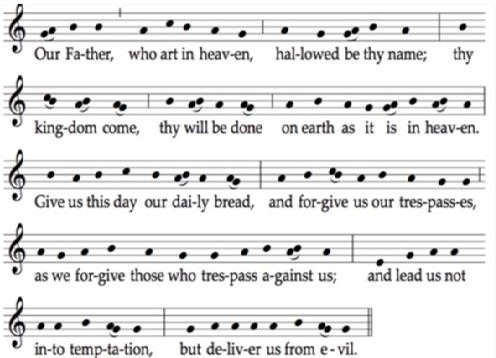 Our Fa-ther, who art in heav-en, hal-lowed be thy name; thy
king-dom come, thy will be done on earth as it is in heav-en.
Give us this day our dai-ly bread, and for-give us our tres-pass-es,
as we for-give those who tres-pass a-gainst us; and lead us not
in-to temp-ta-tion, but de-liv-er us from e-vil.